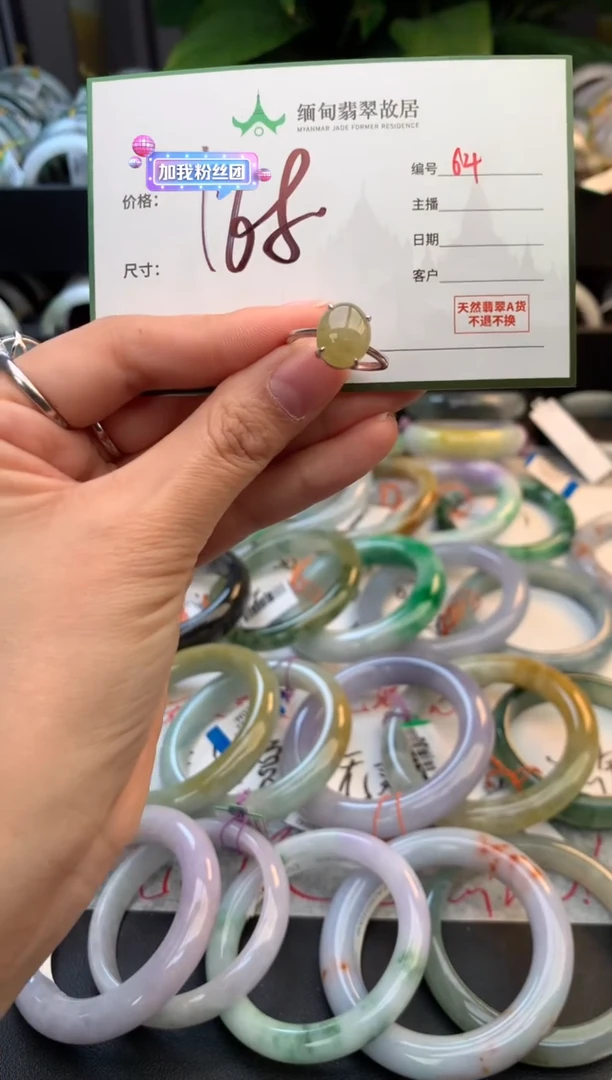 缅甸翡翠故居
MYANMAR JADE FORMER RESIDENCE
加我粉丝团
价格: 168
尺寸:
编号 64
主播
日期
客户
天然翡翠A货
不退不换